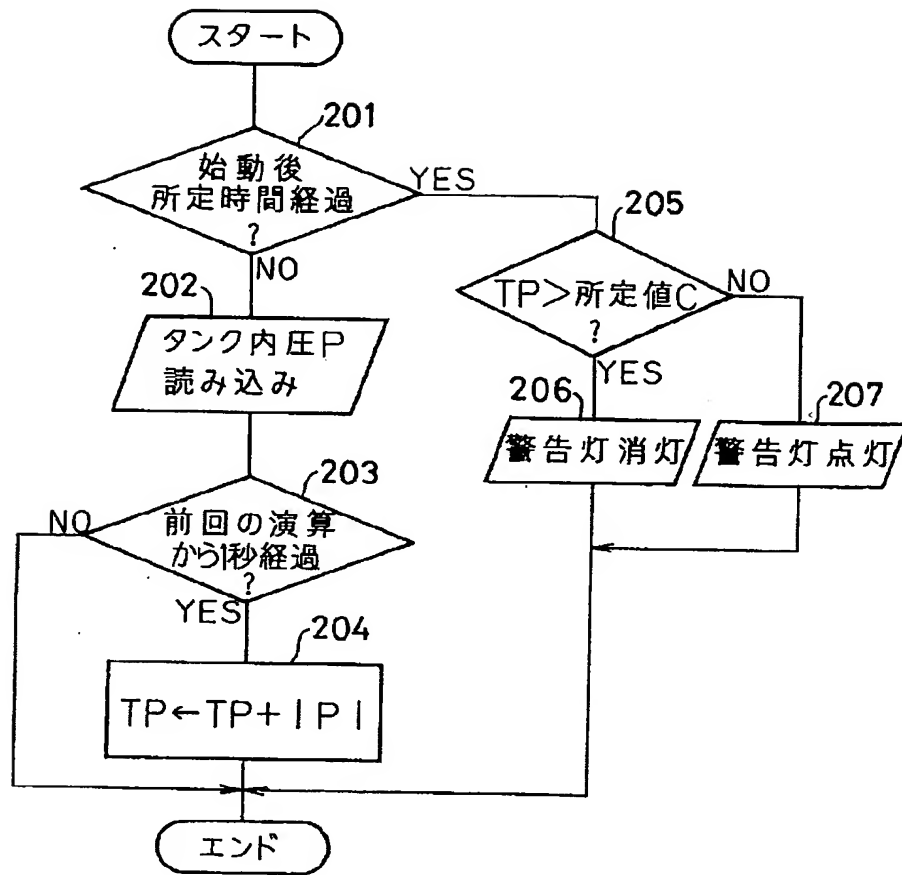 スタート
201
始動後
所定時間経過
?
YES
NO
205
TP>所定値C
?
NO
YES
202
タンク内圧P
読み込み
206
警告灯消灯
207
警告灯点灯
203
前回の演算
から1秒経過
?
NO
YES
204
TP←TP+|P|
エンド